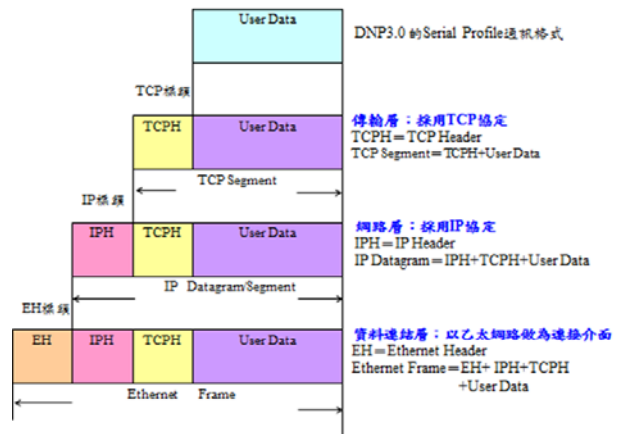 User Data
DNP3.0 的Serial Profile通訊格式
TCP標頭
TCPH
User Data
傳輸層：採用TCP協定
TCPH＝TCP Header
TCP Segment＝TCPH+UserData
TCP Segment
IP標頭
IPH
TCPH
User Data
網路層：採用IP協定
IPH＝IP Header
IP Datagram＝IPH+TCPH+User Data
IP Datagram/Segment
EH標頭
EH
IPH
TCPH
User Data
資料連結層：以乙太網路做為連接介面
EH＝Ethernet Header
Ethernet Frame＝EH+ IPH+TCPH
+User Data
Ethernet Frame